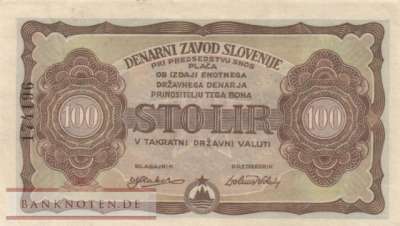 DENARNI ZAVOD SLOVENIJE
PRI PREDSEDSTVU SNOS
PLAČA
OB IZDAJI ENOTNEGA
DRŽAVNEGA DENARJA
PRINOSITELJU TEGA BONA
100 STO LIR 100
V TAKRATNI DRŽAVNI VALUTI
BLAGAJNIK
BANKNOTEN.DE